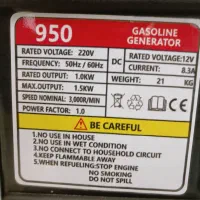 950
GASOLINE
GENERATOR
RATED VOLTAGE: 220V
FREQUENCY: 50Hz / 60Hz
RATED OUTPUT: 1.0KW
MAX.OUTPUT: 1.5KW
SPEED NOMINAL: 3,000R/MIN
POWER FACTOR: 1.0
DC
RATED VOLTAGE:12V
CURRENT: 8.3A
WEIGHT: 21 KG
CE
BE CAREFUL
1.NO USE IN HOUSE
2.NO USE IN WET CONDITION
3.NO CONNECT TO HOUSEHOLD CIRCUIT
4.KEEP FLAMMABLE AWAY
5.WHEN REFUELING:STOP ENGINE
NO SMOKING
DO NOT SPILL